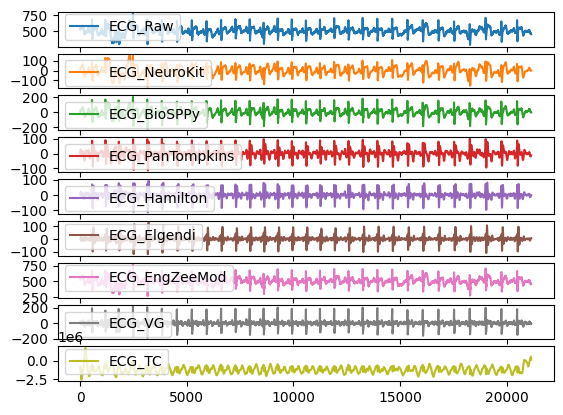 750
500
ECG_Raw
100
0
−100
ECG_NeuroKit
200
0
−200
ECG_BioSPPy
100
0
−100
ECG_PanTompkins
100
0
−100
ECG_Hamilton
100
0
−100
ECG_Elgendi
750
500
250
ECG_EngZeeMod
200
0
−200
ECG_VG
1e6
0.0
−2.5
ECG_TC
0 5000 10000 15000 20000